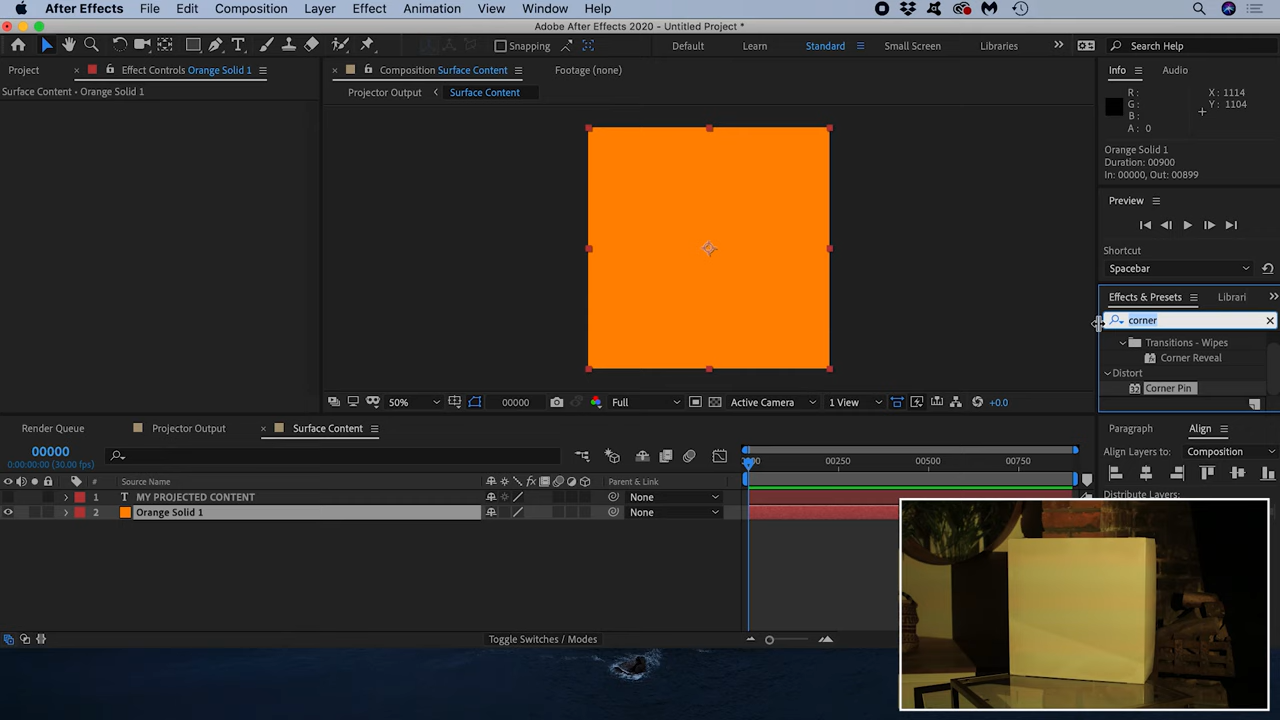 After Effects File Edit Composition Layer Effect Animation View Window Help
Adobe After Effects 2020 - Untitled Project *
Snapping Default Learn Standard Small Screen Libraries Search Help
Project Effect Controls Orange Solid 1
Surface Content • Orange Solid 1
Composition Surface Content Footage (none)
Projector Output Surface Content
50% 00000 Full Active Camera 1 View +0.0
Info Audio
R : X : 1114
G : Y : 1104
B :
A : 0
Orange Solid 1
Duration: 00900
In: 00000, Out: 00899
Preview
Shortcut
Spacebar
Effects & Presets Librari
corner
Transitions - Wipes
Corner Reveal
Distort
Corner Pin
Paragraph Align
Align Layers to: Composition
Distribute Layers:
Render Queue Projector Output Surface Content
00000
0:00:00:00 (30.00 fps)
00250 00500 00750
# Source Name Parent & Link
1 T MY PROJECTED CONTENT None
2 Orange Solid 1 None
Toggle Switches / Modes